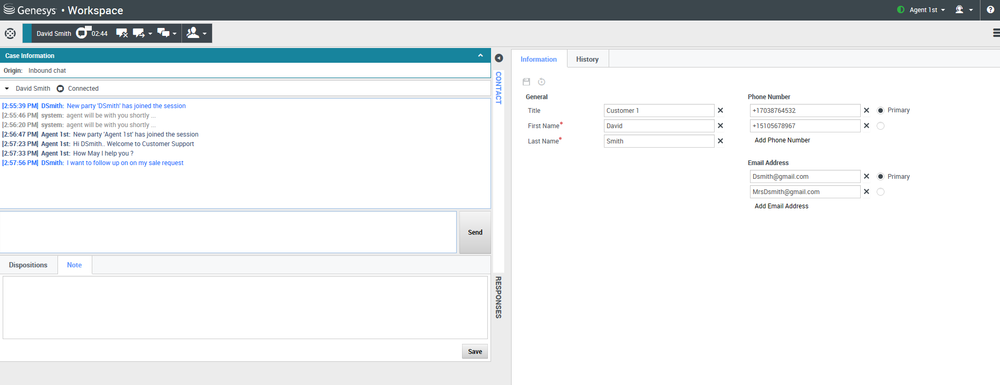 Genesys • Workspace
Agent 1st
David Smith 02:44
Case Information
Origin: Inbound chat
David Smith Connected
[2:55:39 PM] DSmith: New party 'DSmith' has joined the session
[2:55:46 PM] system: agent will be with you shortly ...
[2:56:20 PM] system: agent will be with you shortly ...
[2:56:47 PM] Agent 1st: New party 'Agent 1st' has joined the session
[2:57:23 PM] Agent 1st: Hi DSmith.. Welcome to Customer Support
[2:57:33 PM] Agent 1st: How May I help you ?
[2:57:56 PM] DSmith: I want to follow up on on my sale request
Send
Dispositions Note
Save
CONTACT
RESPONSES
Information History
General
Title Customer 1
First Name* David
Last Name* Smith
Phone Number
+17038764532 Primary
+15105678967
Add Phone Number
Email Address
Dsmith@gmail.com Primary
MrsDsmith@gmail.com
Add Email Address